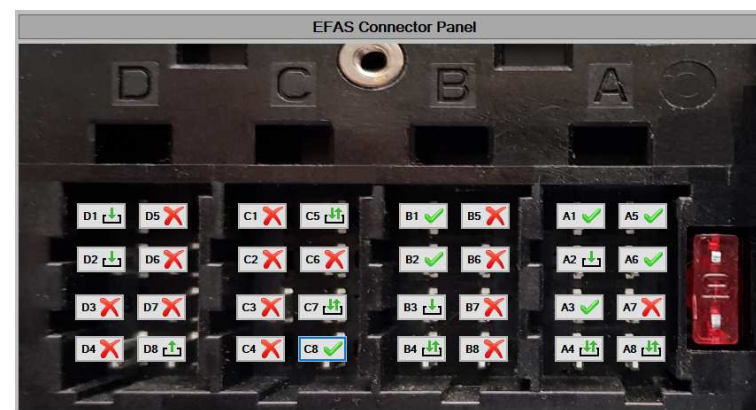 EFAS Connector Panel
D C B A
D1 D5 C1 C5 B1 B5 A1 A5
D2 D6 C2 C6 B2 B6 A2 A6
D3 D7 C3 C7 B3 B7 A3 A7
D4 D8 C4 C8 B4 B8 A4 A8